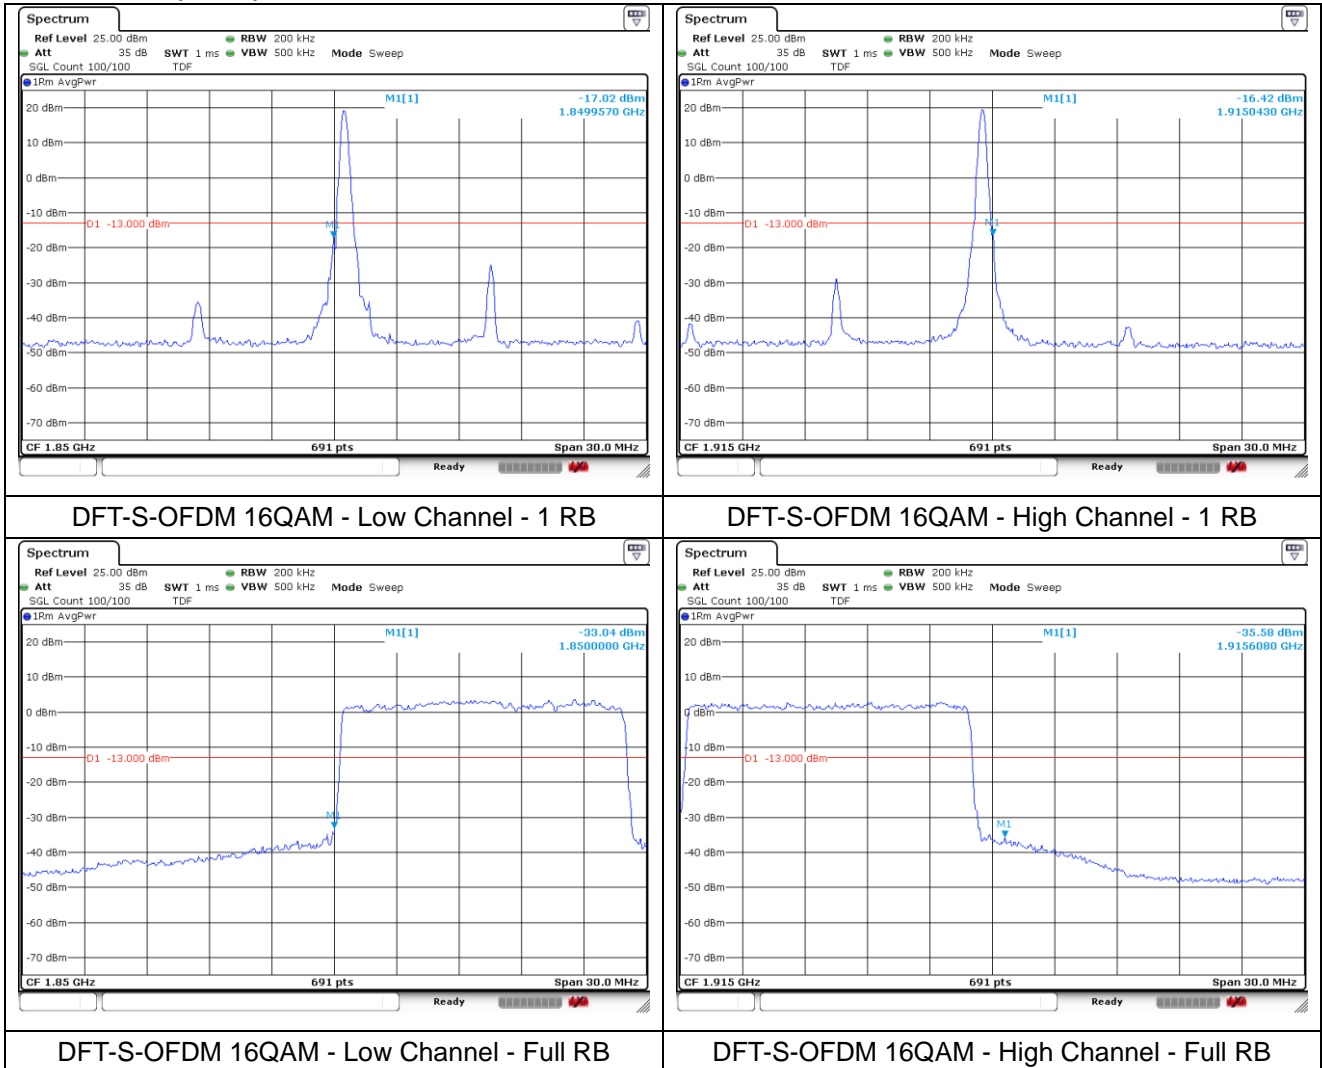 Spectrum
Ref Level 25.00 dBm RBW 200 kHz
Att 35 dB SWT 1 ms VBW 500 kHz Mode Sweep
SGL Count 100/100 TDF
1Rm AvgPwr
M1[1] -17.02 dBm
1.8499570 GHz
20 dBm
10 dBm
0 dBm
-10 dBm
D1 -13.000 dBm
M1
-20 dBm
-30 dBm
-40 dBm
-50 dBm
-60 dBm
-70 dBm
CF 1.85 GHz 691 pts Span 30.0 MHz
Ready
Spectrum
Ref Level 25.00 dBm RBW 200 kHz
Att 35 dB SWT 1 ms VBW 500 kHz Mode Sweep
SGL Count 100/100 TDF
1Rm AvgPwr
M1[1] -16.42 dBm
1.9150430 GHz
20 dBm
10 dBm
0 dBm
-10 dBm
D1 -13.000 dBm
M1
-20 dBm
-30 dBm
-40 dBm
-50 dBm
-60 dBm
-70 dBm
CF 1.915 GHz 691 pts Span 30.0 MHz
Ready
DFT-S-OFDM 16QAM - Low Channel - 1 RB
DFT-S-OFDM 16QAM - High Channel - 1 RB
Spectrum
Ref Level 25.00 dBm RBW 200 kHz
Att 35 dB SWT 1 ms VBW 500 kHz Mode Sweep
SGL Count 100/100 TDF
1Rm AvgPwr
M1[1] -33.04 dBm
1.8500000 GHz
20 dBm
10 dBm
0 dBm
-10 dBm
D1 -13.000 dBm
-20 dBm
-30 dBm
M1
-40 dBm
-50 dBm
-60 dBm
-70 dBm
CF 1.85 GHz 691 pts Span 30.0 MHz
Ready
Spectrum
Ref Level 25.00 dBm RBW 200 kHz
Att 35 dB SWT 1 ms VBW 500 kHz Mode Sweep
SGL Count 100/100 TDF
1Rm AvgPwr
M1[1] -35.58 dBm
1.9156080 GHz
20 dBm
10 dBm
0 dBm
-10 dBm
D1 -13.000 dBm
-20 dBm
-30 dBm
M1
-40 dBm
-50 dBm
-60 dBm
-70 dBm
CF 1.915 GHz 691 pts Span 30.0 MHz
Ready
DFT-S-OFDM 16QAM - Low Channel - Full RB
DFT-S-OFDM 16QAM - High Channel - Full RB